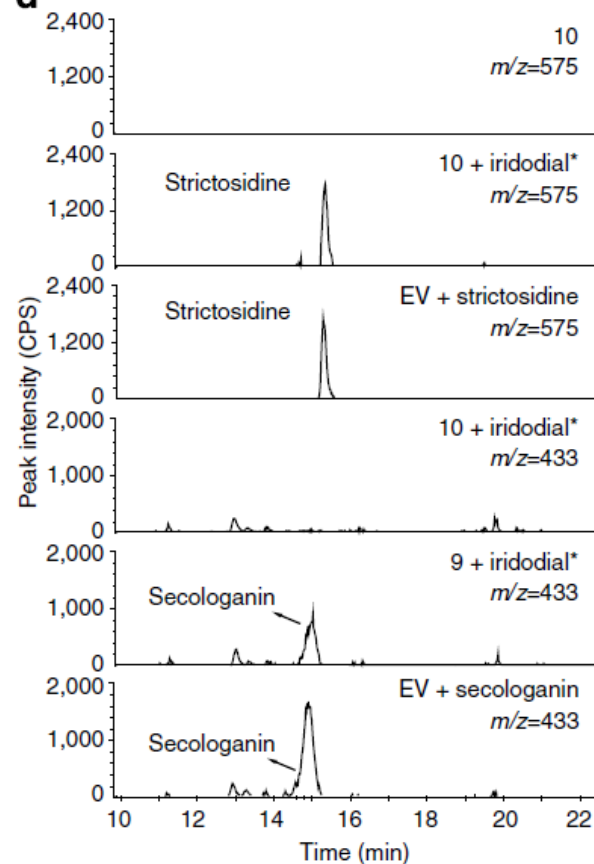 d
2,400
1,200
0
10
m/z=575
2,400
1,200
0
Strictosidine
10 + iridodial*
m/z=575
2,400
1,200
0
Strictosidine
EV + strictosidine
m/z=575
2,000
1,000
0
10 + iridodial*
m/z=433
2,000
1,000
0
Secologanin
9 + iridodial*
m/z=433
2,000
1,000
0
Secologanin
EV + secologanin
m/z=433
Peak intensity (CPS)
10 12 14 16 18 20 22
Time (min)